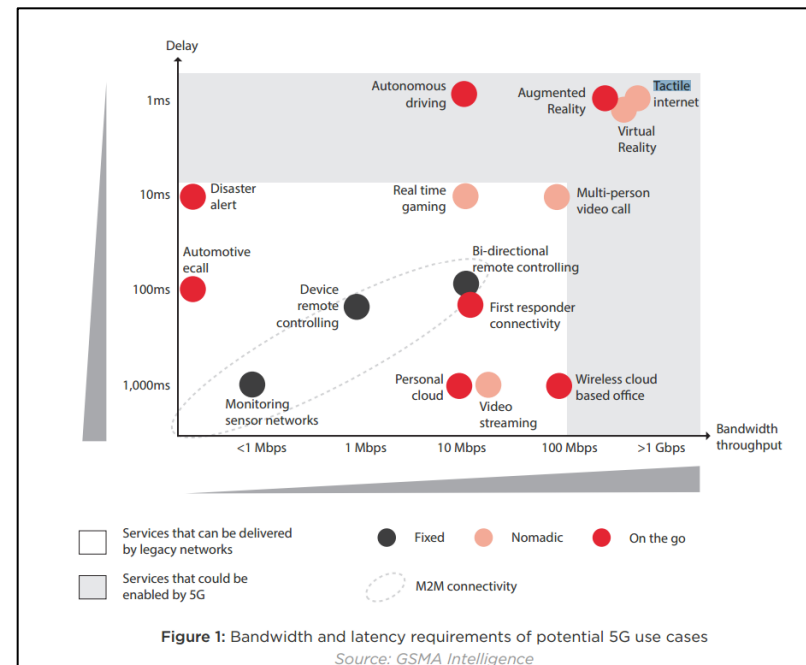 Delay
1ms
Autonomous
driving
Augmented
Reality
Tactile
internet
Virtual
Reality
10ms
Disaster
alert
Real time
gaming
Multi-person
video call
Automotive
ecall
100ms
Device
remote
controlling
Bi-directional
remote controlling
First responder
connectivity
1,000ms
Monitoring
sensor networks
Personal
cloud
Video
streaming
Wireless cloud
based office
<1 Mbps
1 Mbps
10 Mbps
100 Mbps
>1 Gbps
Bandwidth
throughput
Services that can be delivered
by legacy networks
Fixed
Nomadic
On the go
Services that could be
enabled by 5G
M2M connectivity
Figure 1: Bandwidth and latency requirements of potential 5G use cases
Source: GSMA Intelligence